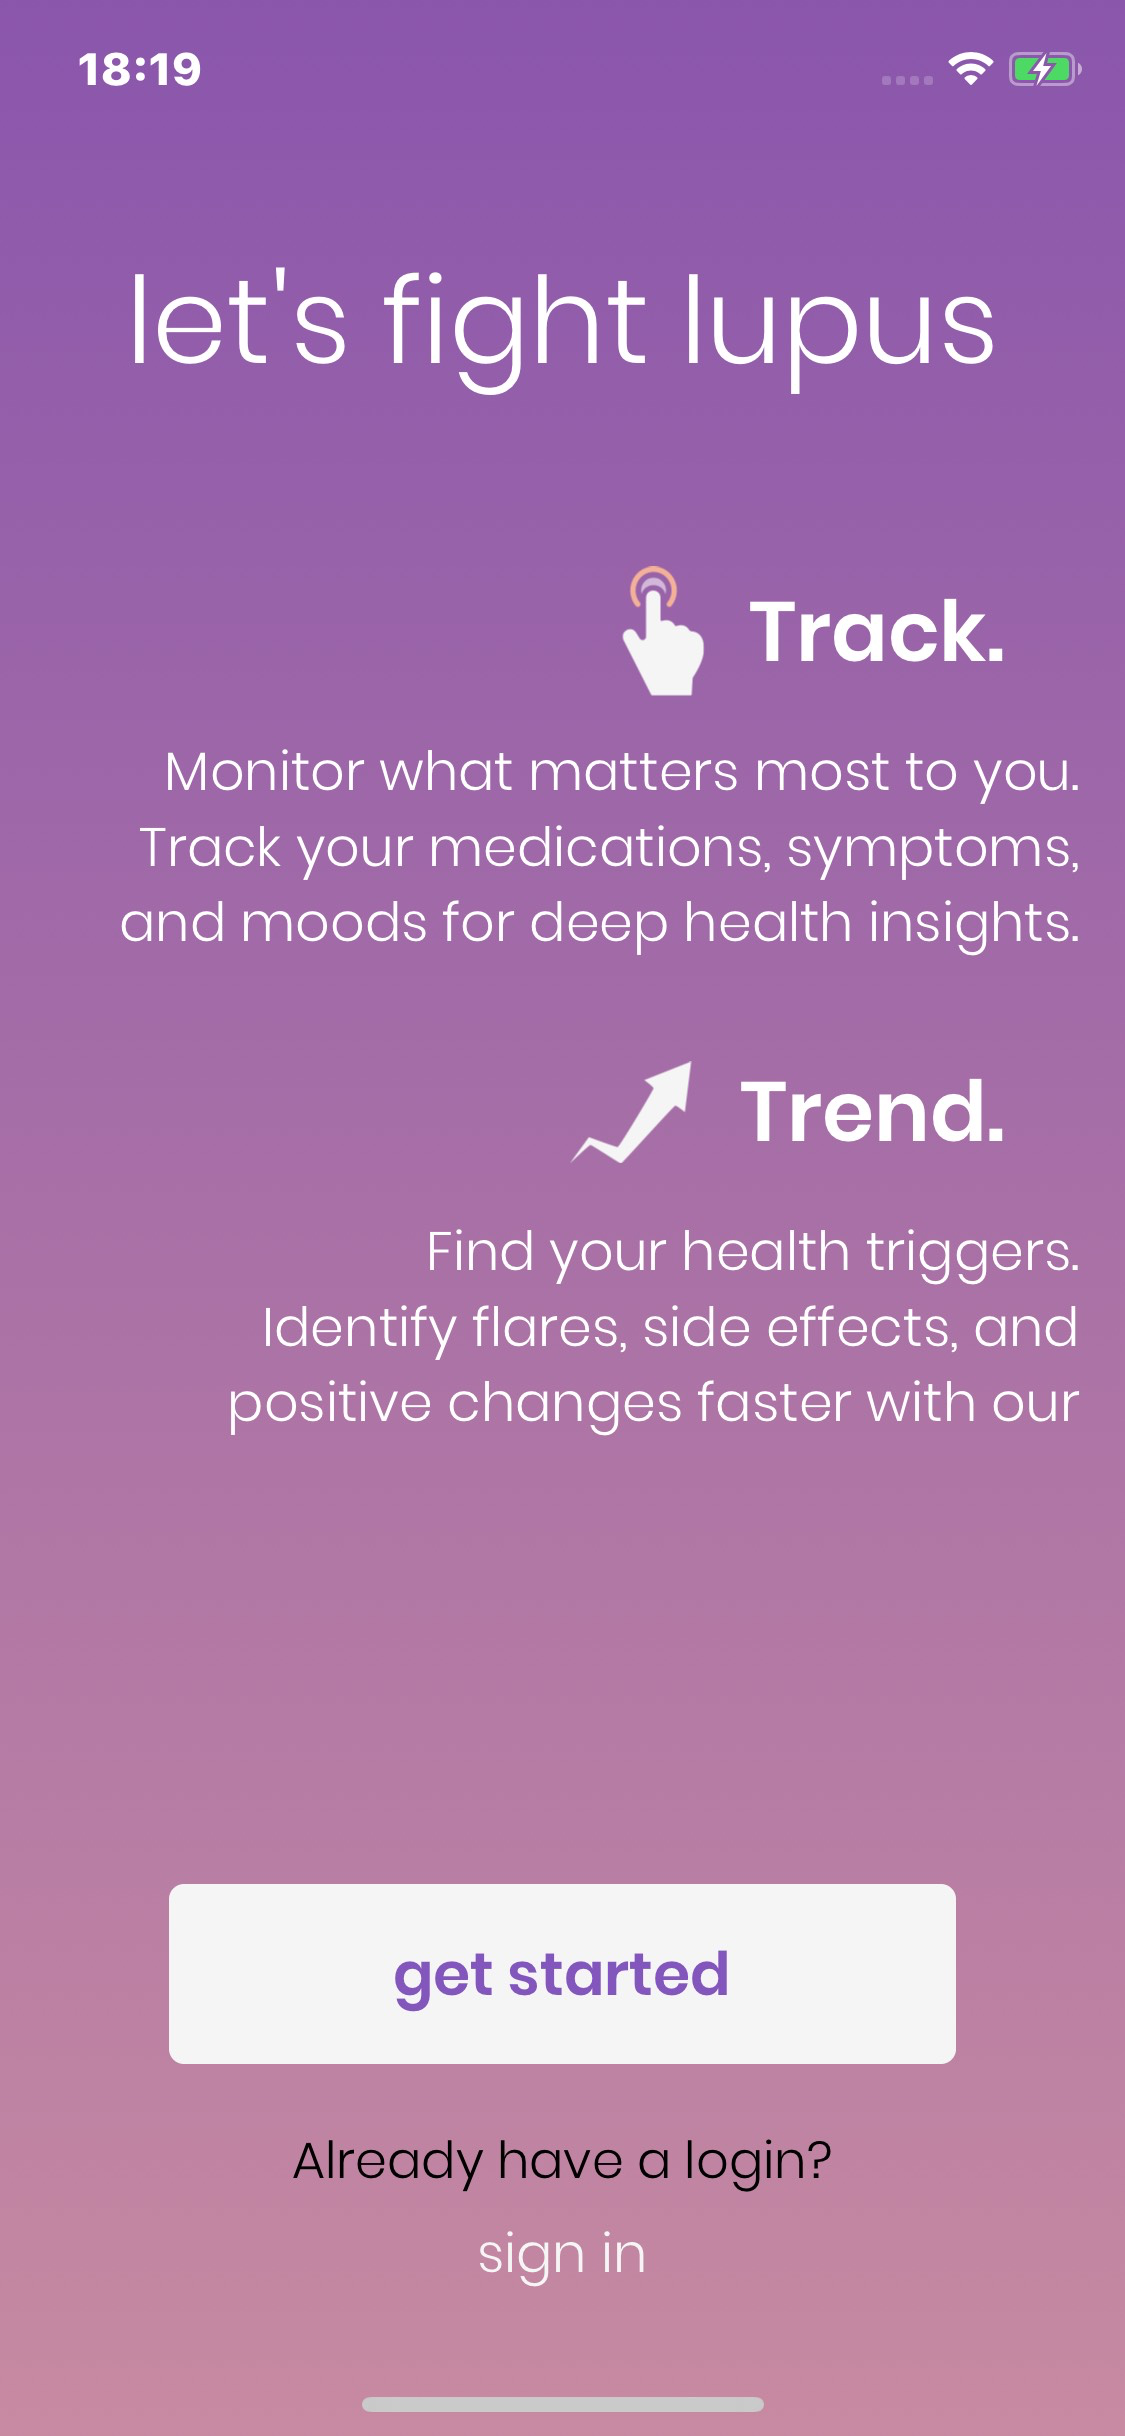 18:19
let's fight lupus
Track.
Monitor what matters most to you.
Track your medications, symptoms,
and moods for deep health insights.
Trend.
Find your health triggers.
Identify flares, side effects, and
positive changes faster with our
get started
Already have a login?
sign in